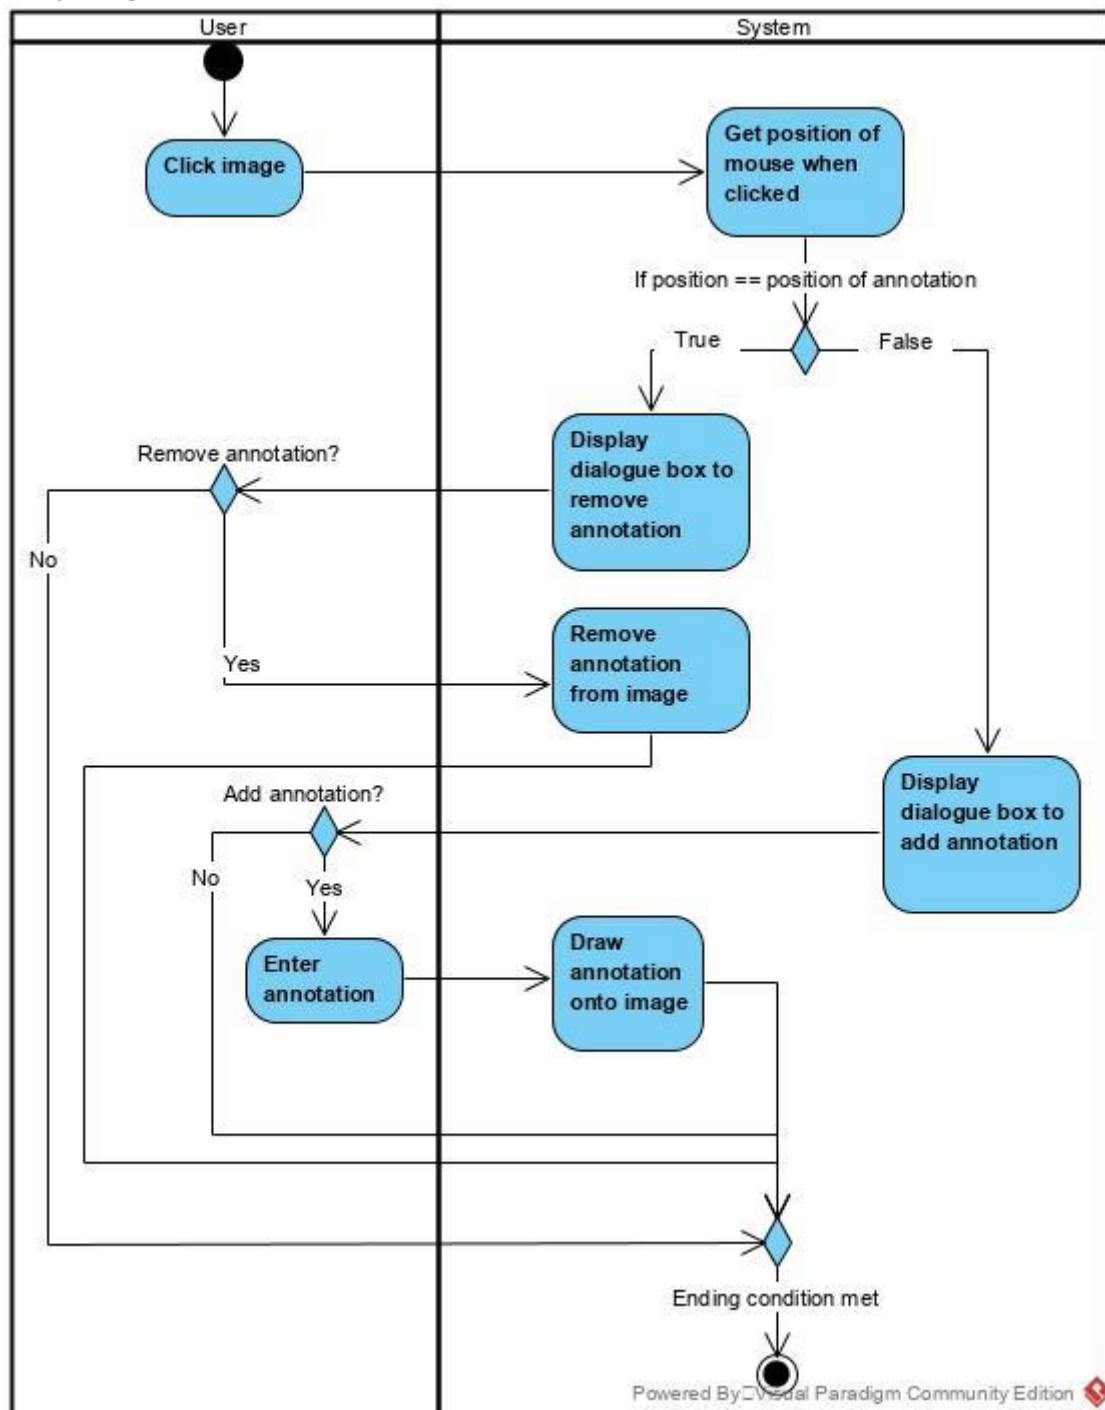 User
System
Click image
Get position of
mouse when
clicked
If position == position of annotation
True
False
Display
dialogue box to
remove
annotation
Remove annotation?
No
Yes
Remove
annotation
from image
Display
dialogue box to
add annotation
Add annotation?
No
Yes
Enter
annotation
Draw
annotation
onto image
Ending condition met
Powered By Visual Paradigm Community Edition